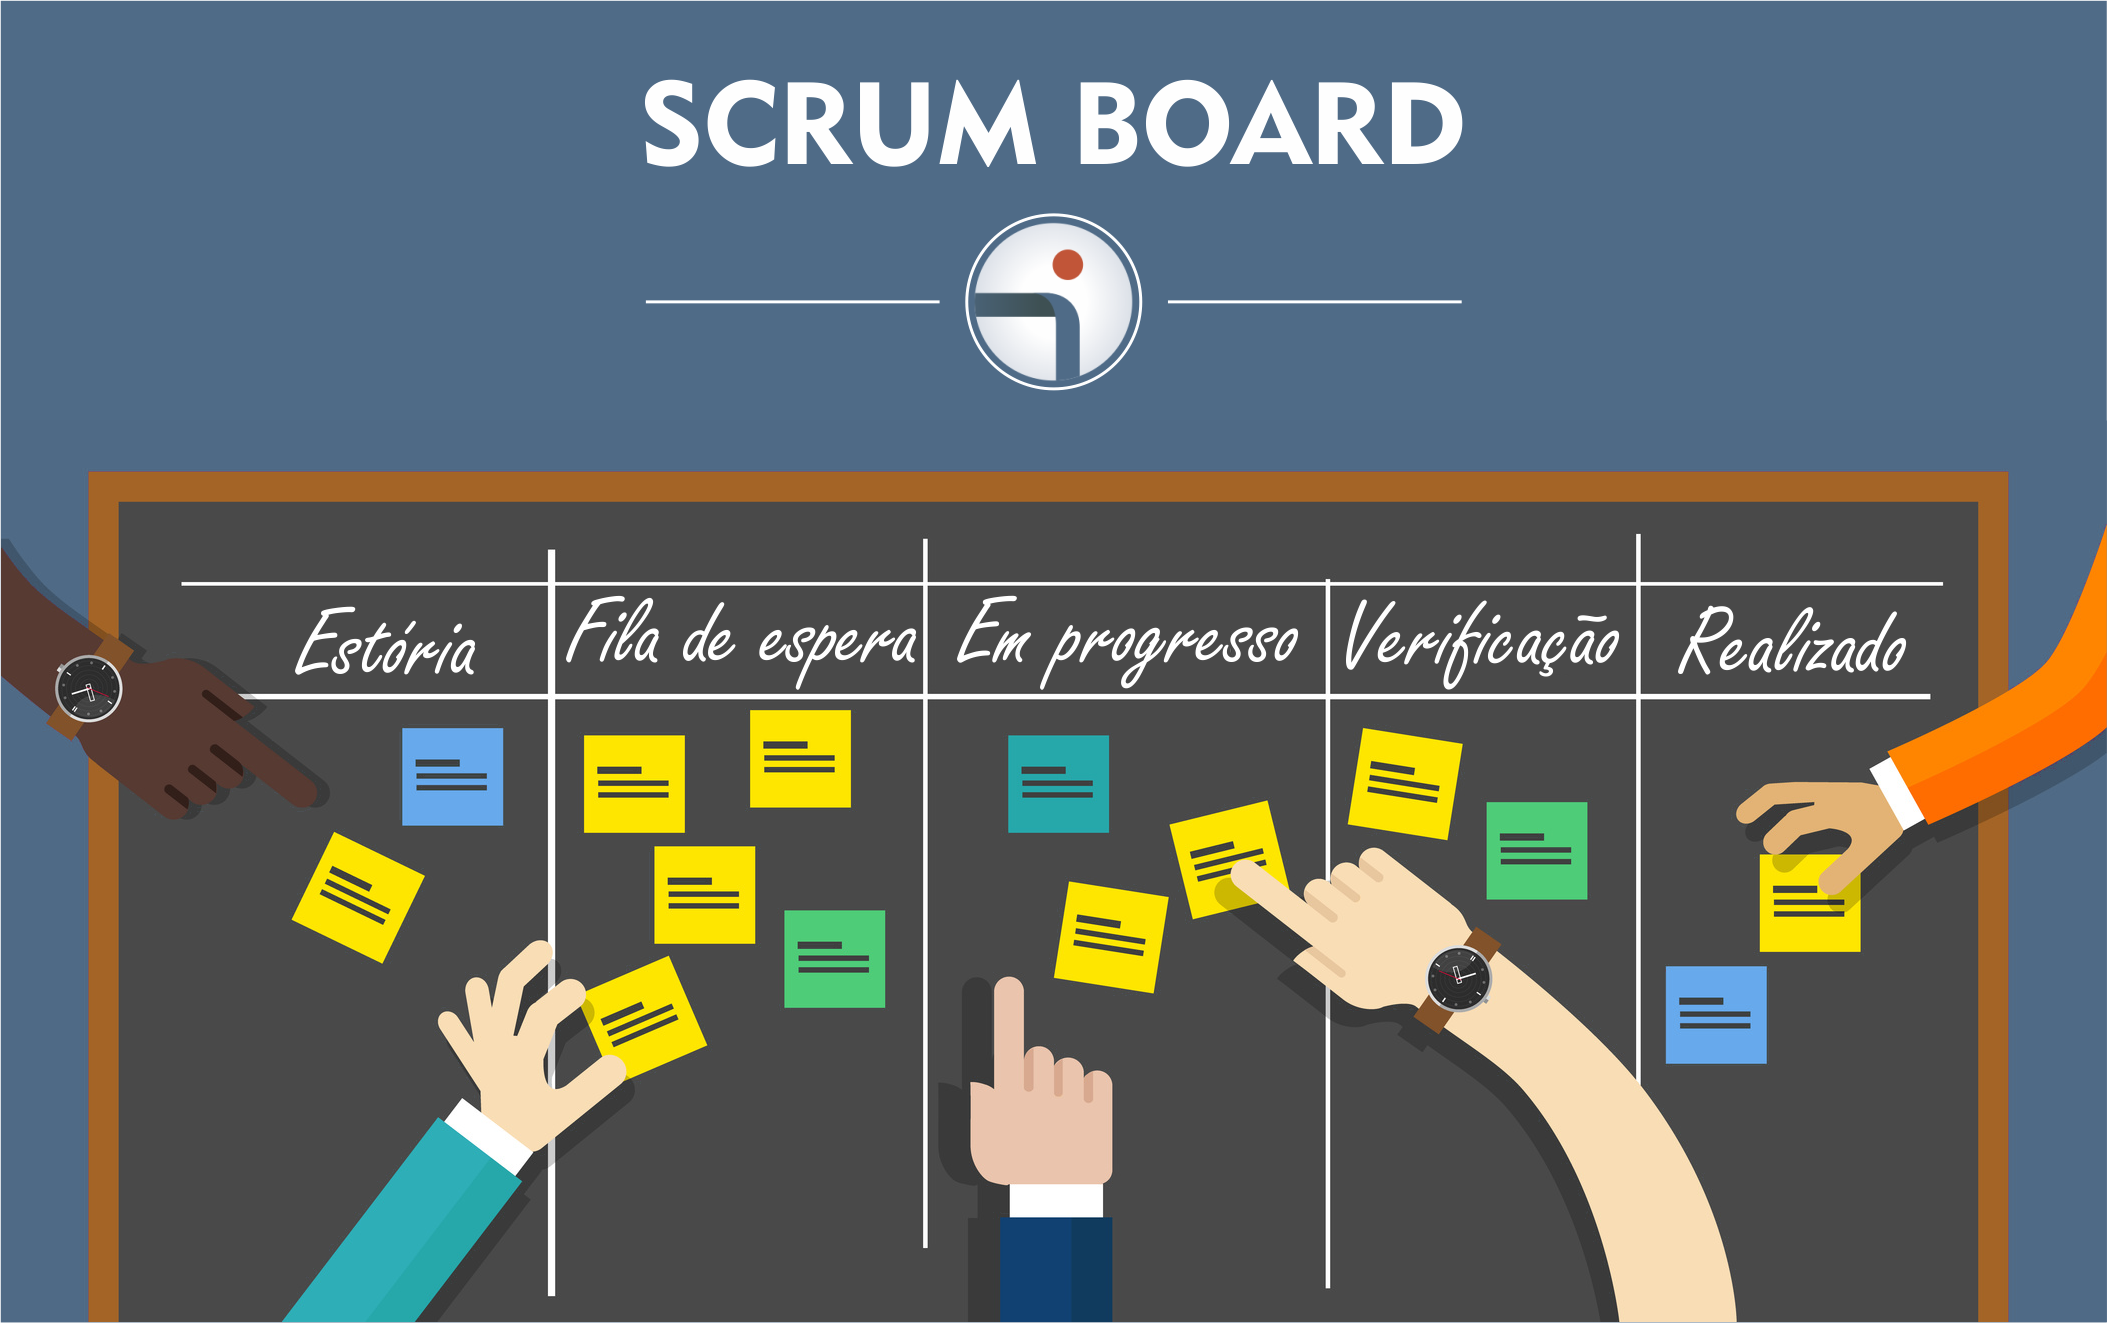 SCRUM BOARD
Estória
Fila de espera
Em progresso
Verificação
Realizado